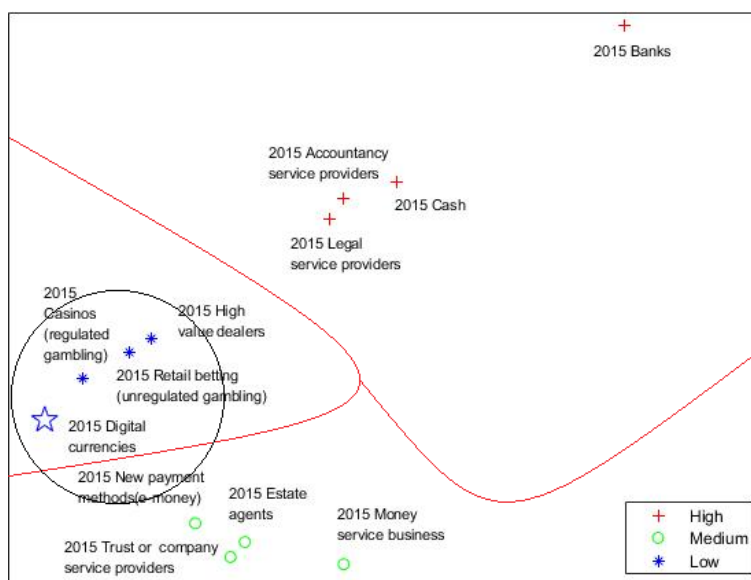 2015 Banks
2015 Accountancy
service providers
2015 Cash
2015 Legal
service providers
2015
Casinos
(regulated
gambling)
2015 High
value dealers
2015 Retail betting
(unregulated gambling)
2015 Digital
currencies
2015 New payment
methods(e-money)
2015 Estate
agents
2015 Money
service business
2015 Trust or company
service providers
High
Medium
Low